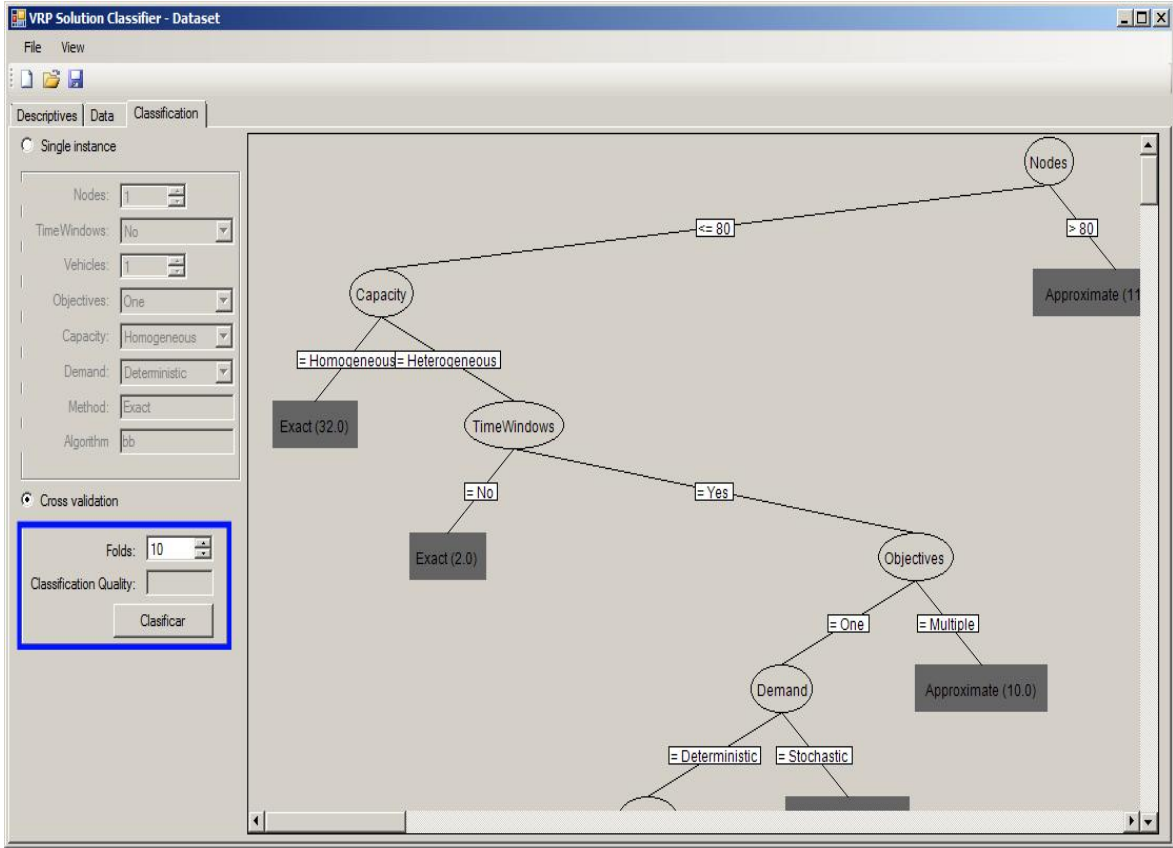 VRP Solution Classifier - Dataset
File View
Descriptives Data Classification
Single instance
Nodes: 1
TimeWindows: No
Vehicles: 1
Objectives: One
Capacity: Homogeneous
Demand: Deterministic
Method: Exact
Algorithm bb
Cross validation
Folds: 10
Classification Quality:
Clasificar
Nodes
<= 80
> 80
Capacity
Approximate (11
= Homogeneous
= Heterogeneous
Exact (32.0)
TimeWindows
= No
= Yes
Exact (2.0)
Objectives
= One
= Multiple
Demand
Approximate (10.0)
= Deterministic
= Stochastic